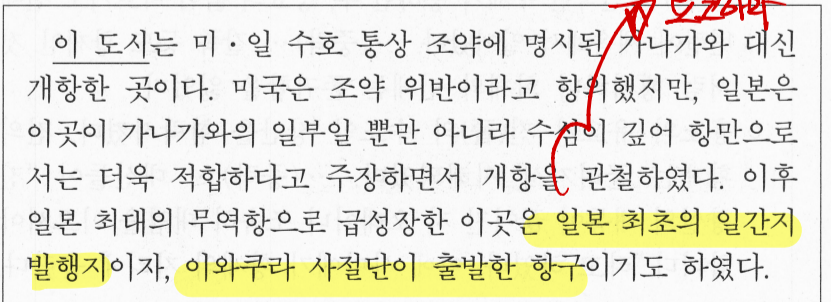 요코하마
이 도시는 미·일 수호 통상 조약에 명시된 가나가와 대신
개항한 곳이다. 미국은 조약 위반이라고 항의했지만, 일본은
이곳이 가나가와의 일부일 뿐만 아니라 수심이 깊어 항만으로
서는 더욱 적합하다고 주장하면서 개항을 관철하였다. 이후
일본 최대의 무역항으로 급성장한 이곳은 일본 최초의 일간지
발행지이자, 이와쿠라 사절단이 출발한 항구이기도 하였다.